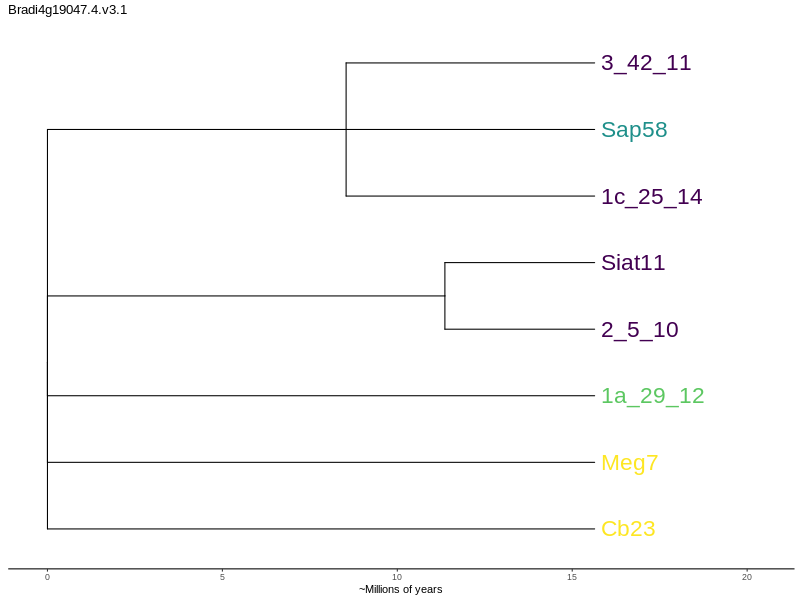 Bradi4g19047.4.v3.1
3_42_11
Sap58
1c_25_14
Siat11
2_5_10
1a_29_12
Meg7
Cb23
0 5 10 15 20
~Millions of years